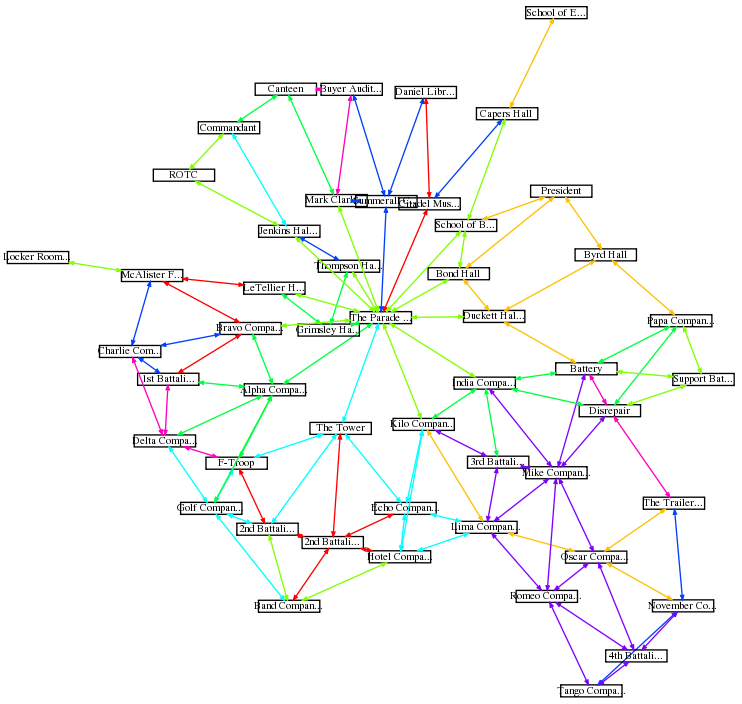 School of E...
Canteen
Buyer Audit...
Daniel Libr...
Capers Hall
Commandant
ROTC
President
Mark Clark
Summerall C...
Citadel Mus...
School of B...
Jenkins Hal...
Byrd Hall
Locker Room...
Thompson Ha...
McAlister F...
Bond Hall
LeTellier H...
The Parade ...
Duckett Hal...
Papa Compan...
Bravo Compa...
Grimsley Ha...
Charlie Com...
Battery
1st Battali...
India Compa...
Support Bat...
Alpha Compa...
Disrepair
The Tower
Kilo Compan...
Delta Compa...
F-Troop
3rd Battali...
Mike Compan...
The Trailer...
Golf Compan...
Echo Compan...
2nd Battali...
Lima Compan...
2nd Battali...
Hotel Compa...
Oscar Compa...
Romeo Compa...
Band Compan...
November Co...
4th Battali...
Tango Compa...